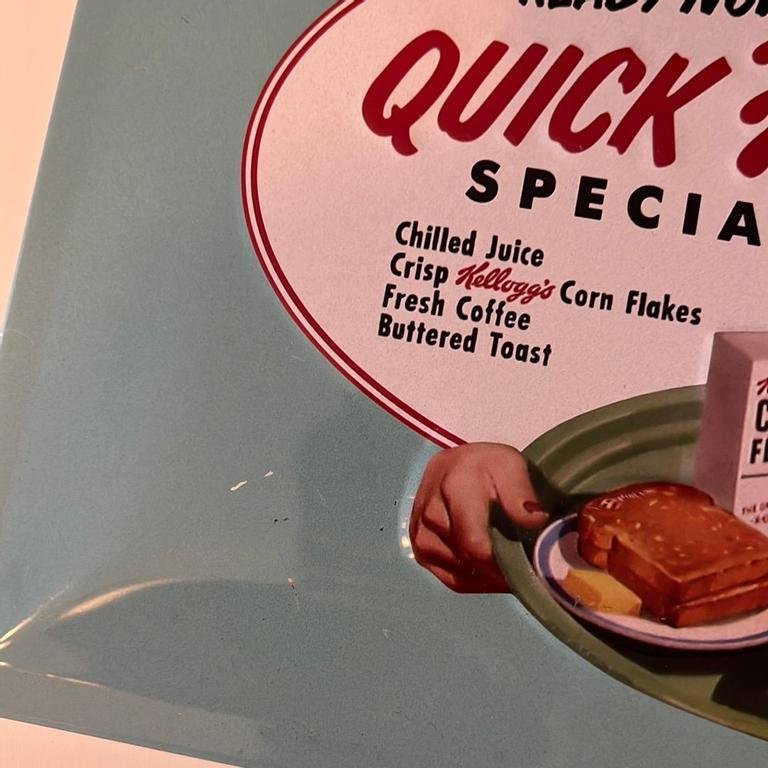 QUICK
SPECIA
Chilled Juice
Crisp Kellogg's Corn Flakes
Fresh Coffee
Buttered Toast